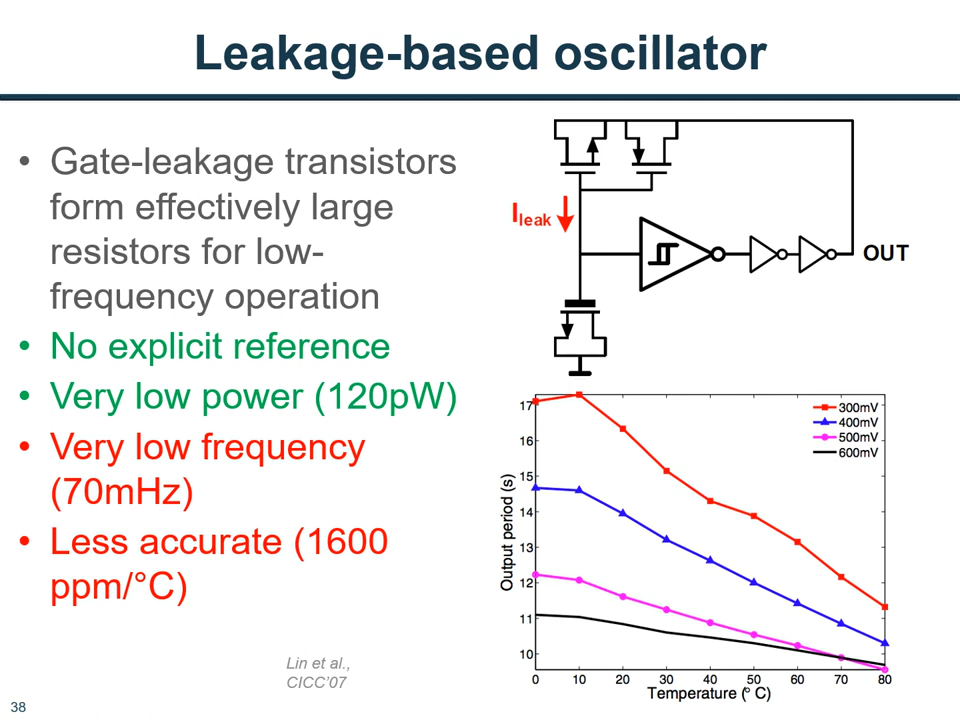 Leakage-based oscillator
• Gate-leakage transistors
form effectively large
resistors for low-
frequency operation
• No explicit reference
• Very low power (120pW)
• Very low frequency
(70mHz)
• Less accurate (1600
ppm/°C)
Lin et al.,
CICC'07
38
Ileak
OUT
300mV
400mV
500mV
600mV
17
16
15
14
13
12
11
10
Output period (s)
0 10 20 30 40 50 60 70 80
Temperature (° C)